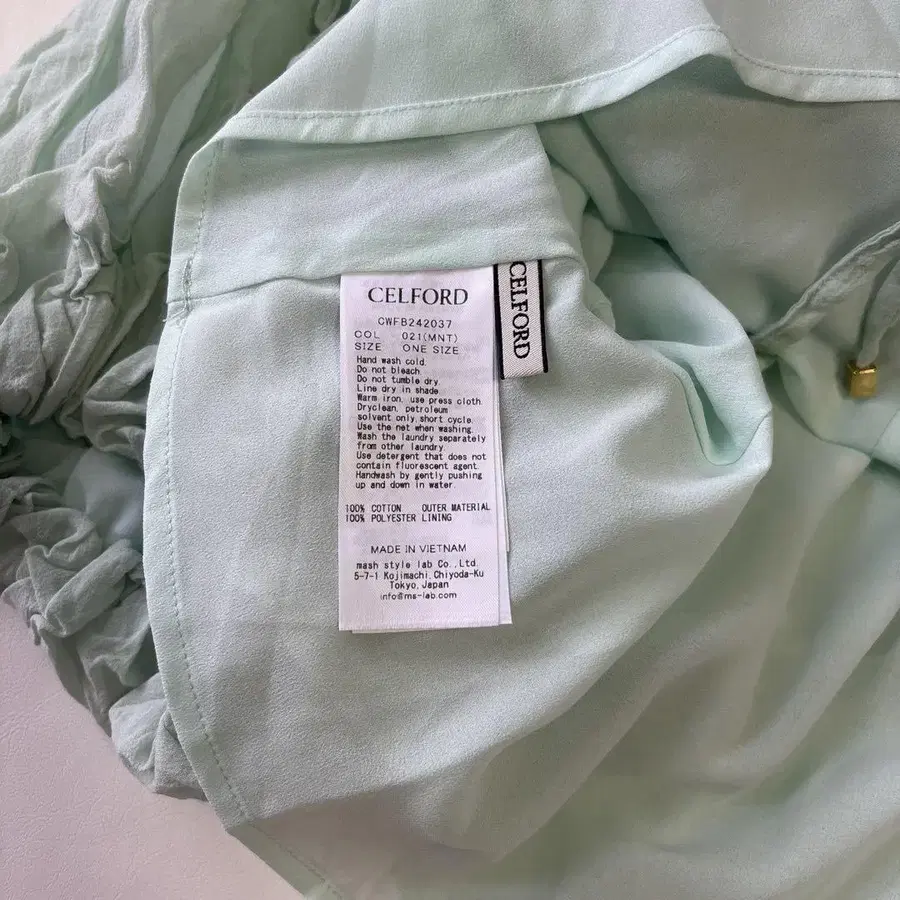 CELFORD
CWFB242037
COL 021(MNT)
SIZE ONE SIZE
Hand wash cold.
Do not bleach.
Do not tumble dry.
Line dry in shade.
Warm iron, use press cloth.
Dryclean, petroleum
solvent only,short cycle.
Use the net when washing.
Wash the laundry separately
from other laundry.
Use detergent that does not
contain fluorescent agent.
Handwash by gently pushing
up and down in water.
100% COTTON OUTER MATERIAL
100% POLYESTER LINING
MADE IN VIETNAM
mash style lab Co.,Ltd.
5-7-1 Kojimachi,Chiyoda-Ku
Tokyo,Japan
info@ms-lab.com
CELFORD